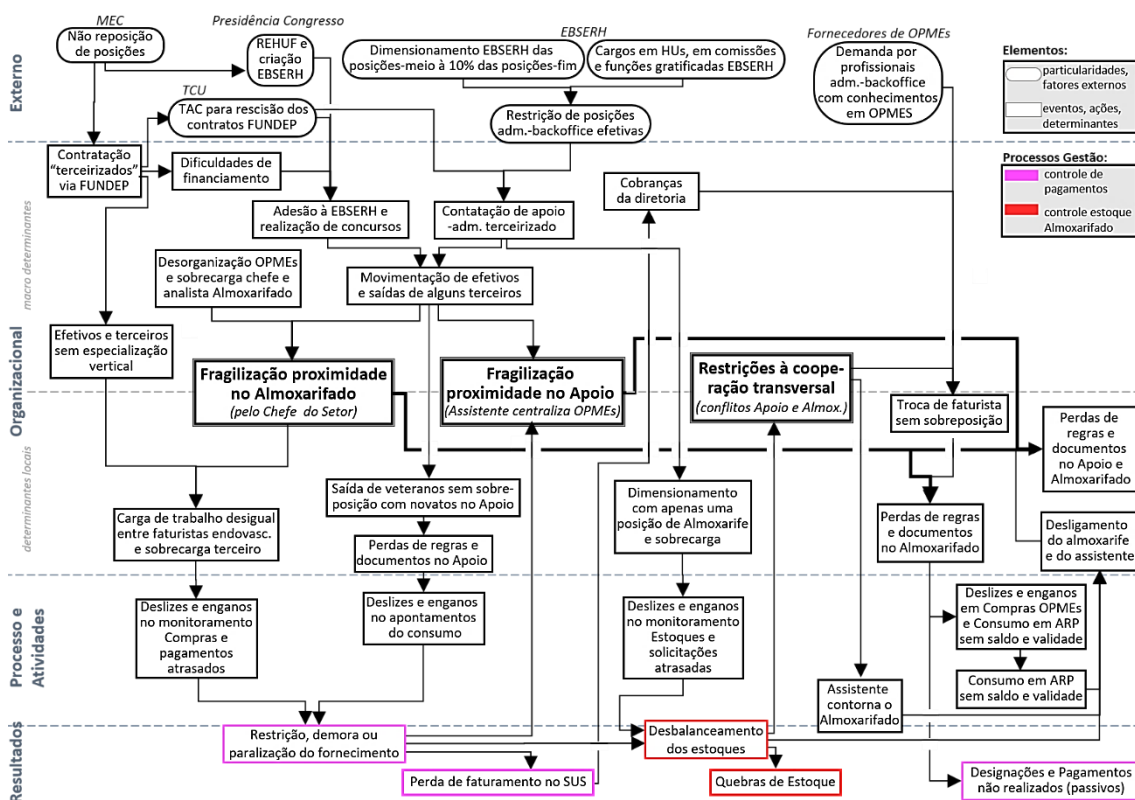 MEC
Presidência Congresso
EBSERH
Fornecedores de OPMEs
Não reposição
de posições
REHUF e
criação
EBSERH
Dimensionamento EBSERH das
posições-meio à 10% das posições-fim
Cargos em HUs, em comissões
e funções gratificadas EBSERH
Demanda por
profissionais
adm.-backoffice
com conhecimentos
em OPMES
Elementos:
particularidades,
fatores externos
eventos, ações,
determinantes
Externo
TCU
TAC para rescisão dos
contratos FUNDEP
Restrição de posições
adm.-backoffice efetivas
Processos Gestão:
controle de
pagamentos
controle estoque
Almoxarifado
Contratação
“terceirizados”
via FUNDEP
Dificuldades de
financiamento
Cobranças
da diretoria
Adesão à EBSERH e
realização de concursos
Contatação de apoio
-adm. terceirizado
macro determinantes
Desorganização OPMEs
e sobrecarga chefe e
analista Almoxarifado
Movimentação de efetivos
e saídas de alguns terceiros
Organizacional
Efetivos e terceiros
sem especialização
vertical
Fragilização proximidade
no Almoxarifado
(pelo Chefe do Setor)
Fragilização
proximidade no Apoio
(Assistente centraliza OPMEs)
Restrições à coope-
ração transversal
(conflitos Apoio e Almox.)
Troca de faturista
sem sobreposição
Perdas de
regras e
documentos
no Apoio e
Almoxarifado
determinantes locais
Carga de trabalho desigual
entre faturistas endovasc.
e sobrecarga terceiro
Saída de veteranos sem sobre-
posição com novatos no Apoio
Perdas de regras e
documentos no Apoio
Dimensionamento
com apenas uma
posição de Almoxarife
e sobrecarga
Perdas de regras
e documentos
no Almoxarifado
Desligamento
do almoxarife
e do assistente
Processo e
Atividades
Deslizes e enganos
no monitoramento
Compras e
pagamentos
atrasados
Deslizes e enganos
no apontamentos
do consumo
Deslizes e enganos
no monitoramento
Estoques e
solicitações
atrasadas
Deslizes e enganos
em Compras OPMEs
e Consumo em ARP
sem saldo e validade
Consumo em ARP
sem saldo e validade
Assistente
contorna o
Almoxarifado
Resultados
Restrição, demora ou
paralização do fornecimento
Desbalanceamento
dos estoques
Perda de faturamento no SUS
Quebras de Estoque
Designações e Pagamentos
não realizados (passivos)